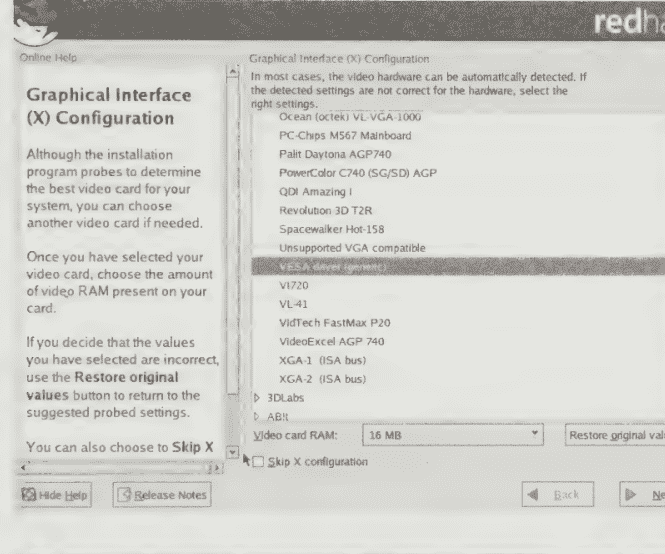 redha
Online Help
Graphical Interface
(X) Configuration
Although the installation
program probes to determine
the best video card for your
system, you can choose
another video card if needed.
Once you have selected your
video card, choose the amount
of video RAM present on your
card.
If you decide that the values
you have selected are incorrect,
use the Restore original
values button to return to the
suggested probed settings.
You can also choose to Skip X
Hide Help
Release Notes
Graphical Interface (X) Configuration
In most cases, the video hardware can be automatically detected. If
the detected settings are not correct for the hardware, select the
right settings.
Ocean (octek) VL-VGA-1000
PC-Chips M567 Mainboard
Palit Daytona AGP740
PowerColor C740 (SG/SD) AGP
QDI Amazing I
Revolution 3D T2R
Spacewalker Hot-158
Unsupported VGA compatible
VESA driver (generic)
VI720
VL-41
VidTech FastMax P20
VideoExcel AGP 740
XGA-1 (ISA bus)
XGA-2 (ISA bus)
3DLabs
ABit
Video card RAM: 16 MB Restore original val
Skip X configuration
Back
Ne